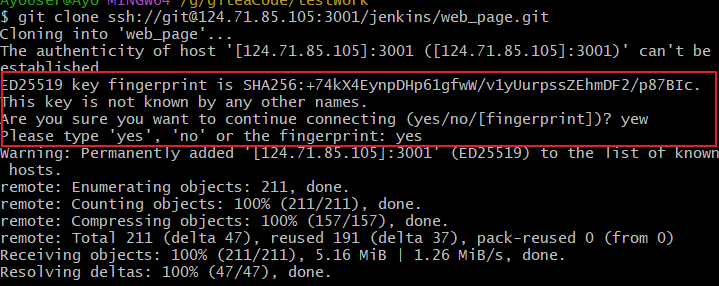 AyoUser@Ayo MINGW64 /g/giteaCode/testWork
$ git clone ssh://git@124.71.85.105:3001/jenkins/web_page.git
Cloning into 'web_page'...
The authenticity of host '[124.71.85.105]:3001 ([124.71.85.105]:3001)' can't be
established.
ED25519 key fingerprint is SHA256:+74kX4EynpDHp61gfwW/v1yUurpssZEhmDF2/p87BIc.
This key is not known by any other names.
Are you sure you want to continue connecting (yes/no/[fingerprint])? yew
Please type 'yes', 'no' or the fingerprint: yes
Warning: Permanently added '[124.71.85.105]:3001' (ED25519) to the list of known
hosts.
remote: Enumerating objects: 211, done.
remote: Counting objects: 100% (211/211), done.
remote: Compressing objects: 100% (157/157), done.
remote: Total 211 (delta 47), reused 191 (delta 37), pack-reused 0 (from 0)
Receiving objects: 100% (211/211), 5.16 MiB | 1.26 MiB/s, done.
Resolving deltas: 100% (47/47), done.